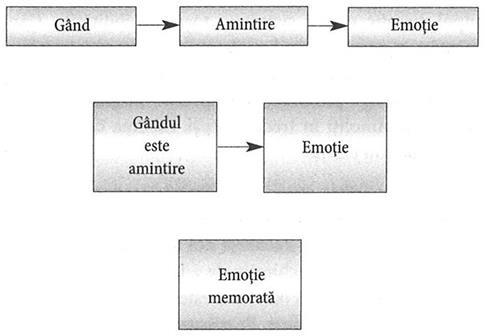 Gând
Amintire
Emoție
Gândul
este
amintire
Emoție
Emoție
memorată